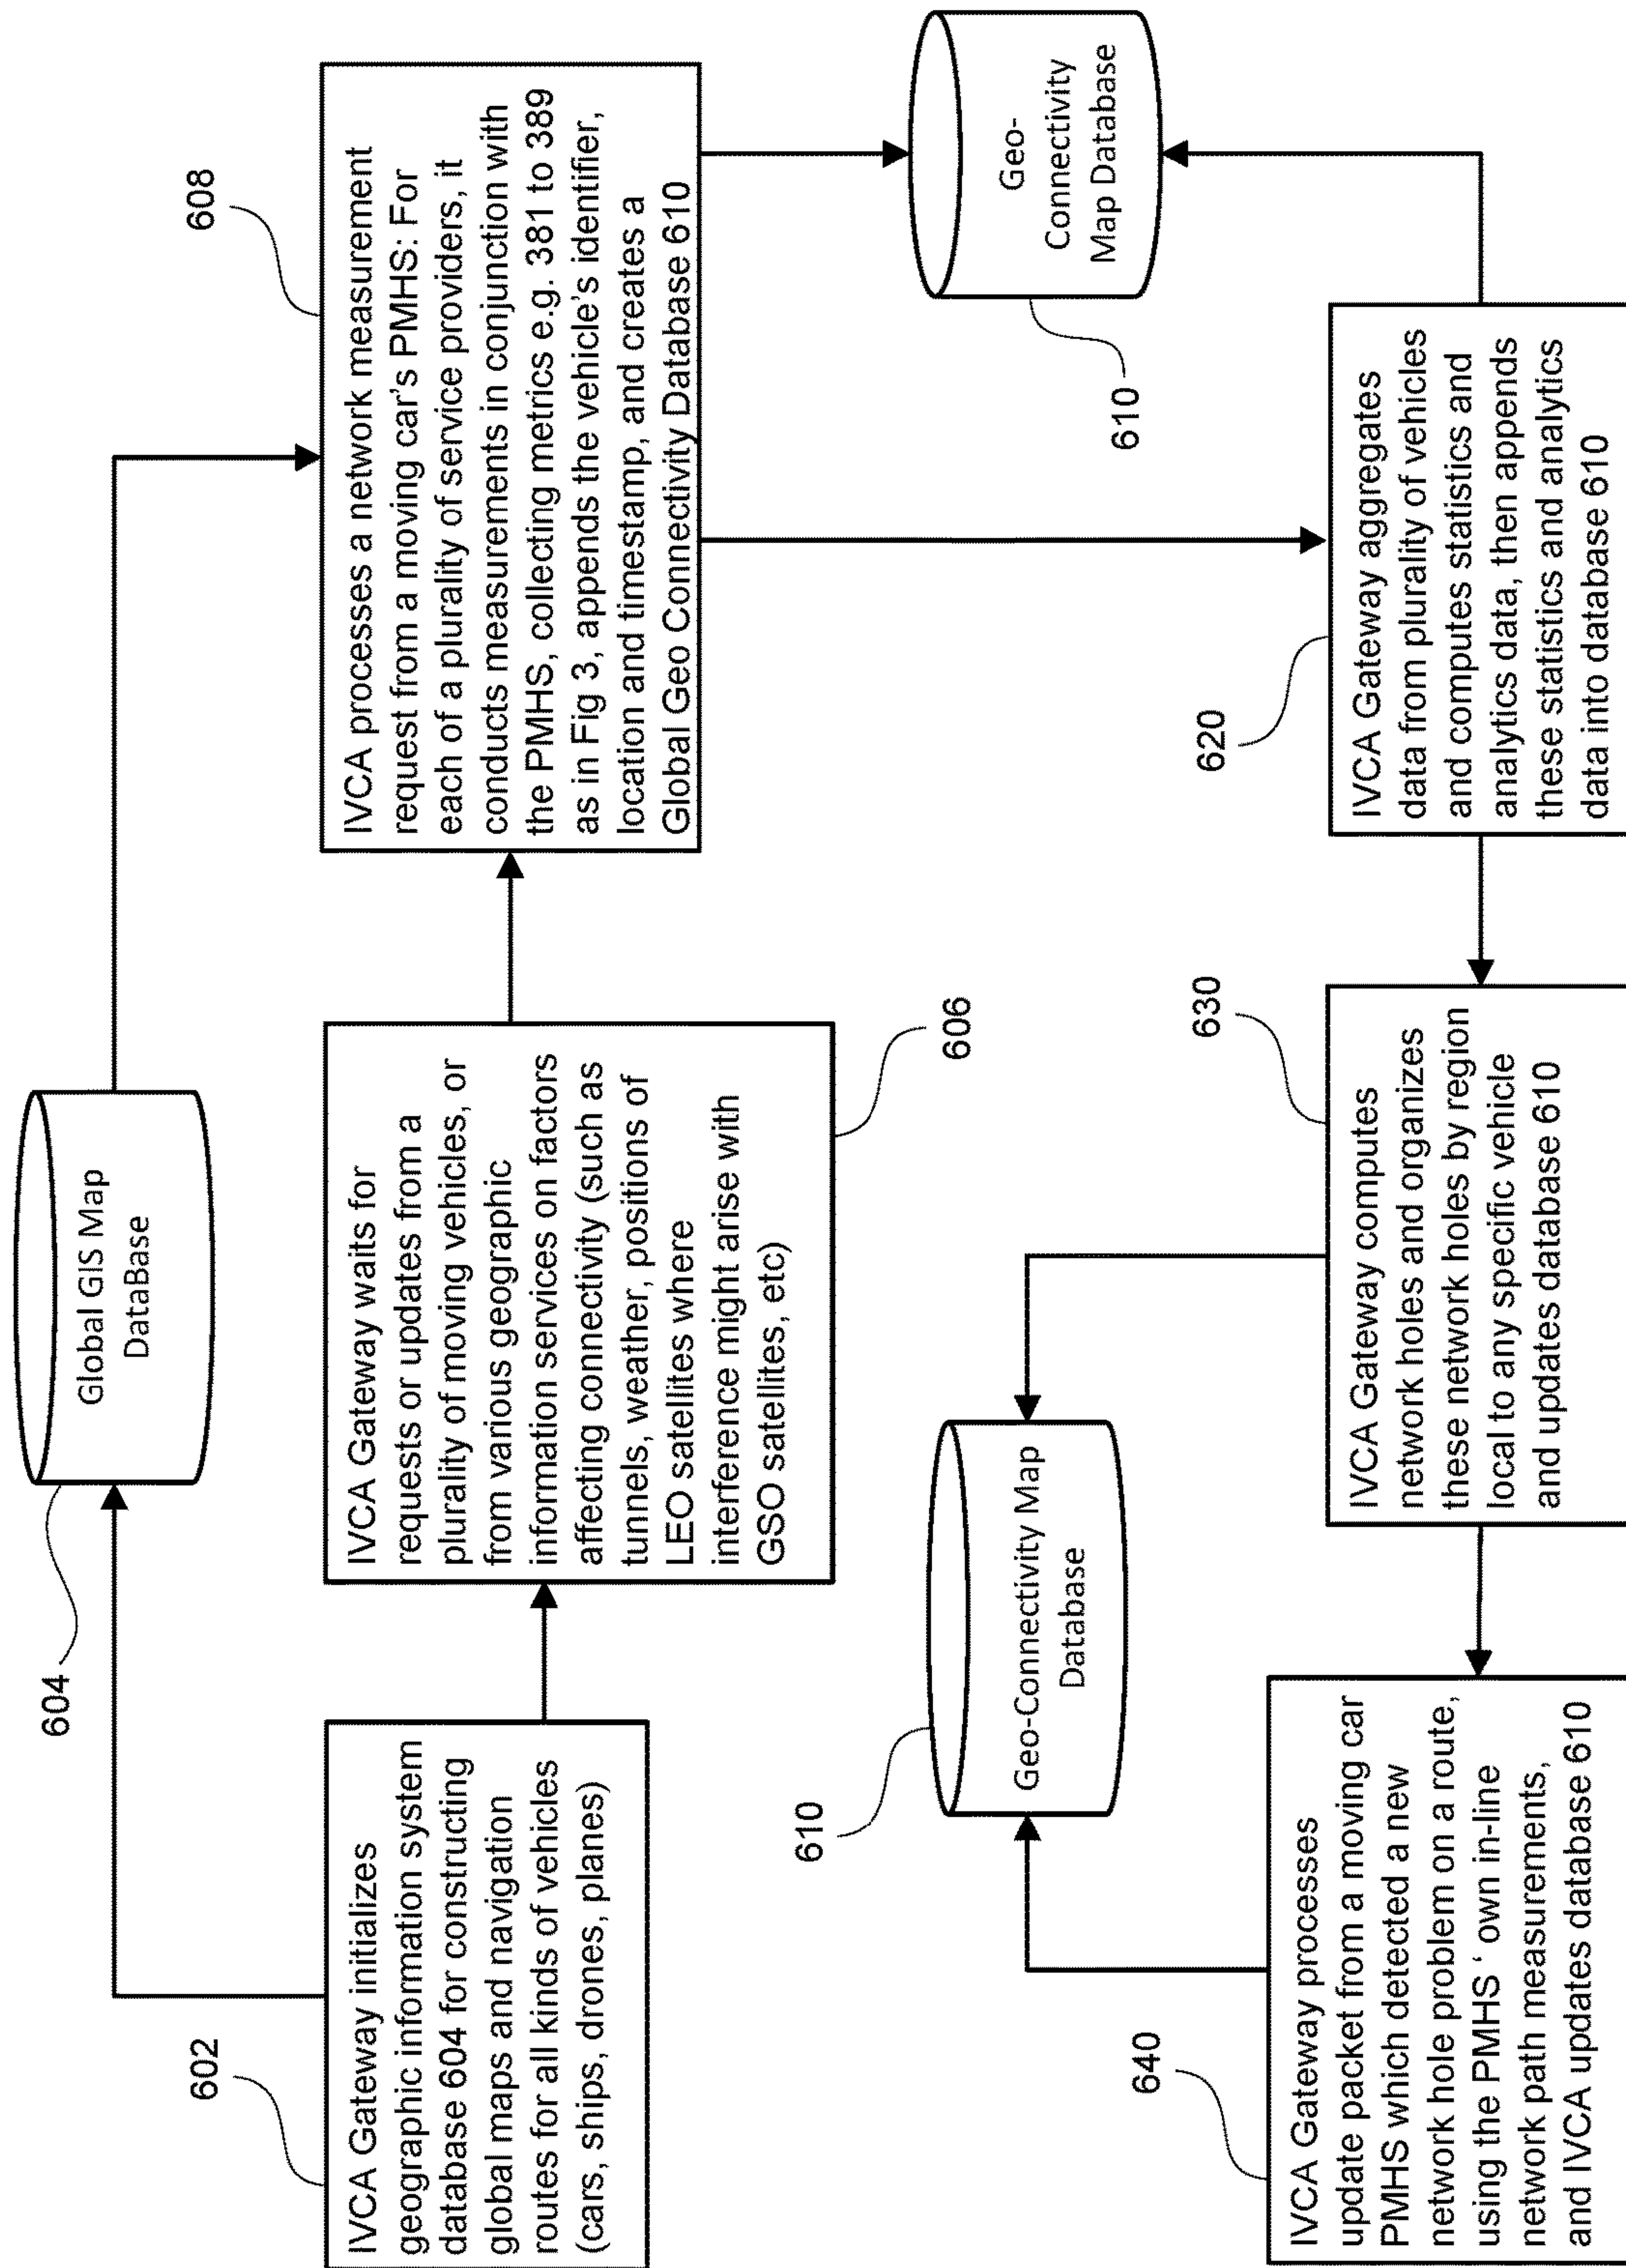 Global GIS Map
DataBase
604
602
IVCA Gateway initializes
geographic information system
database 604 for constructing
global maps and navigation
routes for all kinds of vehicles
(cars, ships, drones, planes)
IVCA Gateway waits for
requests or updates from a
plurality of moving vehicles, or
from various geographic
information services on factors
affecting connectivity (such as
tunnels, weather, positions of
LEO satellites where
interference might arise with
GSO satellites, etc)
606
608
IVCA processes a network measurement
request from a moving car's PMHS: For
each of a plurality of service providers, it
conducts measurements in conjunction with
the PMHS, collecting metrics e.g. 381 to 389
as in Fig 3, appends the vehicle's identifier,
location and timestamp, and creates a
Global Geo Connectivity Database 610
Geo-
Connectivity
Map Database
610
620
IVCA Gateway aggregates
data from plurality of vehicles
and computes statistics and
analytics data, then appends
these statistics and analytics
data into database 610
630
IVCA Gateway computes
network holes and organizes
these network holes by region
local to any specific vehicle
and updates database 610
610
Geo-Connectivity Map
Database
640
IVCA Gateway processes
update packet from a moving car
PMHS which detected a new
network hole problem on a route,
using the PMHS ‘ own in-line
network path measurements,
and IVCA updates database 610